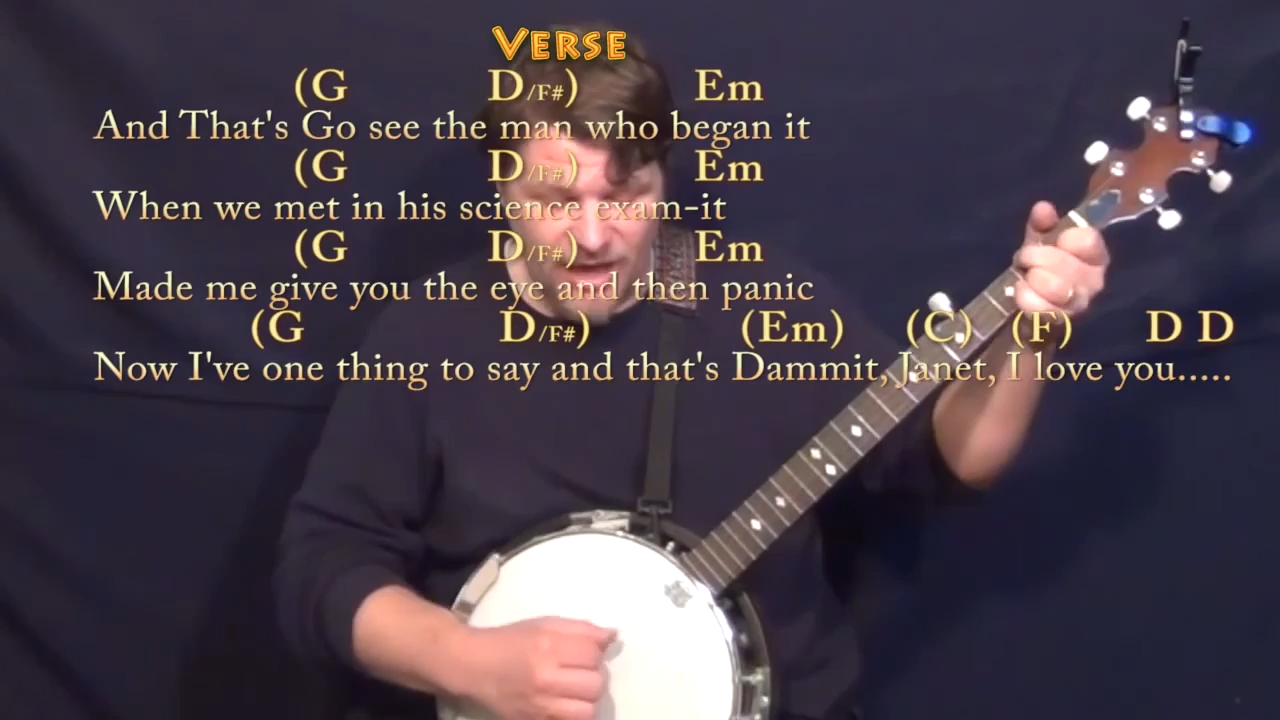 VERSE
(G D/F#) Em
And That's Go see the man who began it
(G D/F#) Em
When we met in his science exam-it
(G D/F#) Em
Made me give you the eye and then panic
(G D/F#) (Em) (C) (F) D D
Now I've one thing to say and that's Dammit, Janet, I love you.....